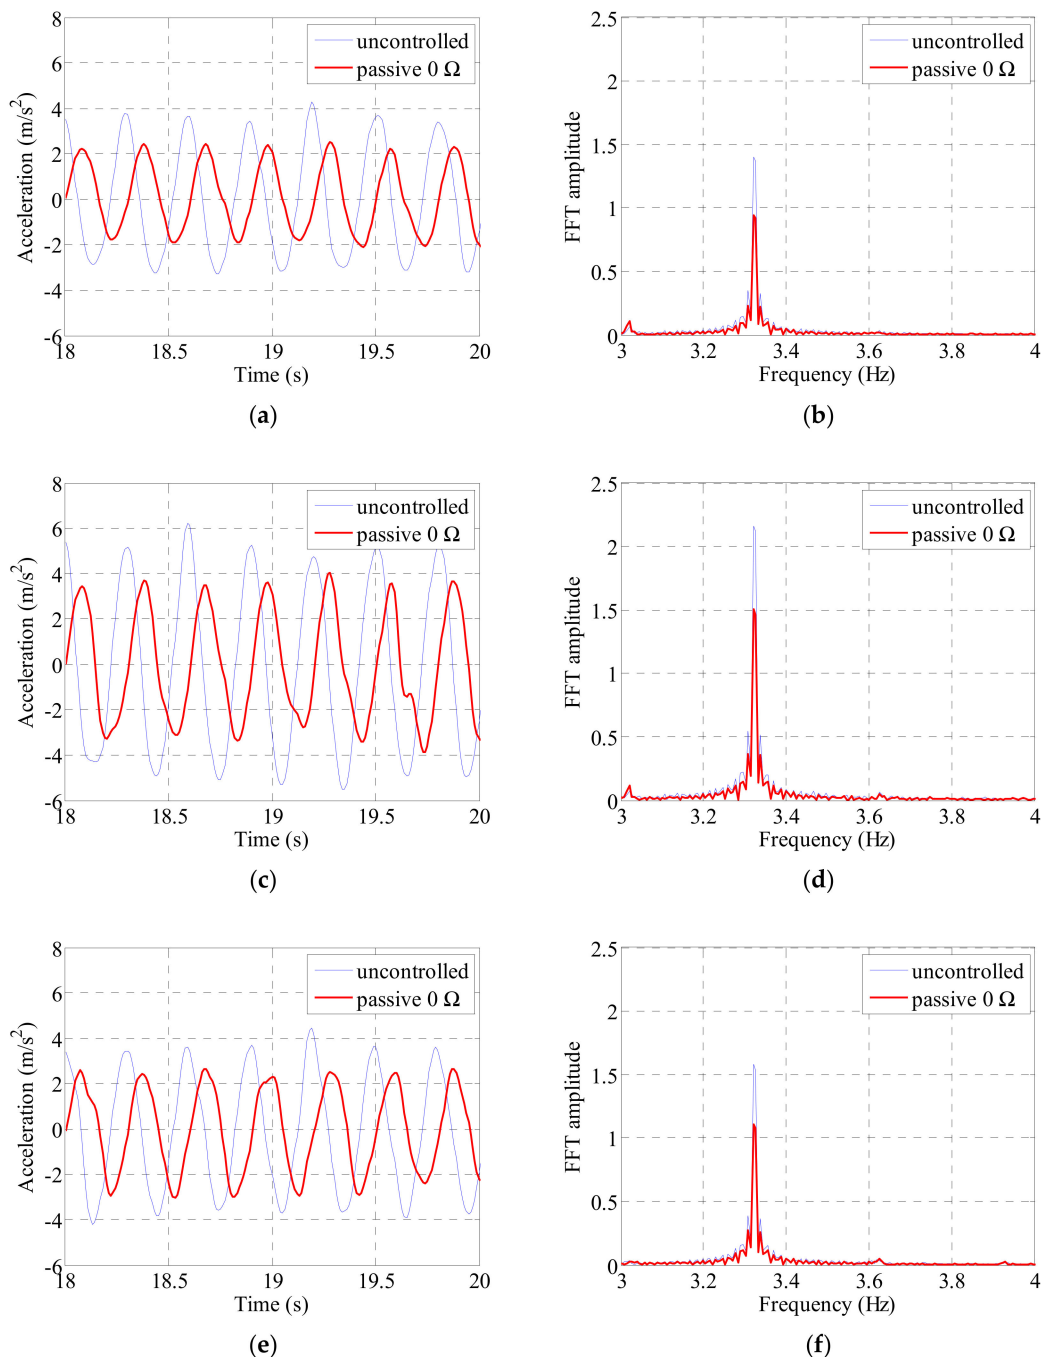 8
6
4
2
0
-2
-4
-6
18
18.5
19
19.5
20
Acceleration (m/s²)
Time (s)
uncontrolled
passive 0 Ω
(a)
2.5
2
1.5
1
0.5
0
3
3.2
3.4
3.6
3.8
4
FFT amplitude
Frequency (Hz)
uncontrolled
passive 0 Ω
(b)
8
6
4
2
0
-2
-4
-6
18
18.5
19
19.5
20
Acceleration (m/s²)
Time (s)
uncontrolled
passive 0 Ω
(c)
2.5
2
1.5
1
0.5
0
3
3.2
3.4
3.6
3.8
4
FFT amplitude
Frequency (Hz)
uncontrolled
passive 0 Ω
(d)
8
6
4
2
0
-2
-4
-6
18
18.5
19
19.5
20
Acceleration (m/s²)
Time (s)
uncontrolled
passive 0 Ω
(e)
2.5
2
1.5
1
0.5
0
3
3.2
3.4
3.6
3.8
4
FFT amplitude
Frequency (Hz)
uncontrolled
passive 0 Ω
(f)